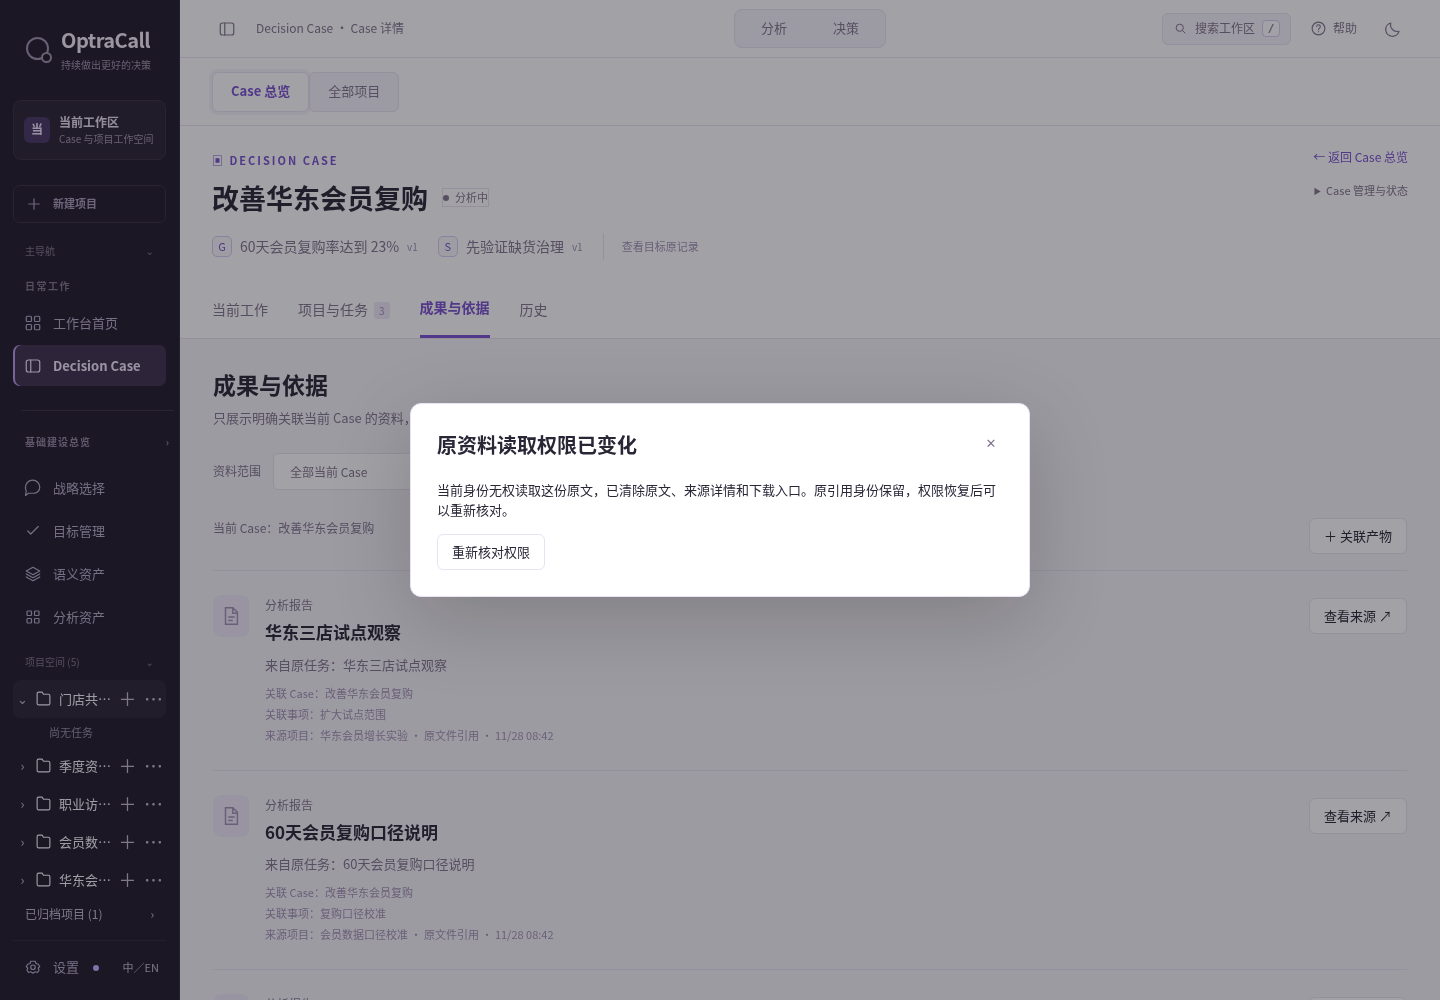 OptraCall
持续做出更好的决策
当
当前工作区
Case 与项目工作空间
新建项目
主导航
日常工作
工作台首页
Decision Case
基础建设总览
战略选择
目标管理
语义资产
分析资产
项目空间 (5)
门店共…
尚无任务
季度资…
职业访…
会员数…
华东会…
已归档项目 (1)
设置
中／EN
Decision Case · Case 详情
分析
决策
搜索工作区
/
帮助
Case 总览
全部项目
DECISION CASE
← 返回 Case 总览
改善华东会员复购
分析中
▶ Case 管理与状态
G 60天会员复购率达到 23% v1
S 先验证缺货治理 v1
查看目标原记录
当前工作
项目与任务 3
成果与依据
历史
成果与依据
只展示明确关联当前 Case 的资料，
资料范围
全部当前 Case
当前 Case：改善华东会员复购
＋ 关联产物
原资料读取权限已变化
×
当前身份无权读取这份原文，已清除原文、来源详情和下载入口。原引用身份保留，权限恢复后可
以重新核对。
重新核对权限
分析报告
华东三店试点观察
来自原任务：华东三店试点观察
关联 Case：改善华东会员复购
关联事项：扩大试点范围
来源项目：华东会员增长实验 · 原文件引用 · 11/28 08:42
查看来源 ↗
分析报告
60天会员复购口径说明
来自原任务：60天会员复购口径说明
关联 Case：改善华东会员复购
关联事项：复购口径校准
来源项目：会员数据口径校准 · 原文件引用 · 11/28 08:42
查看来源 ↗